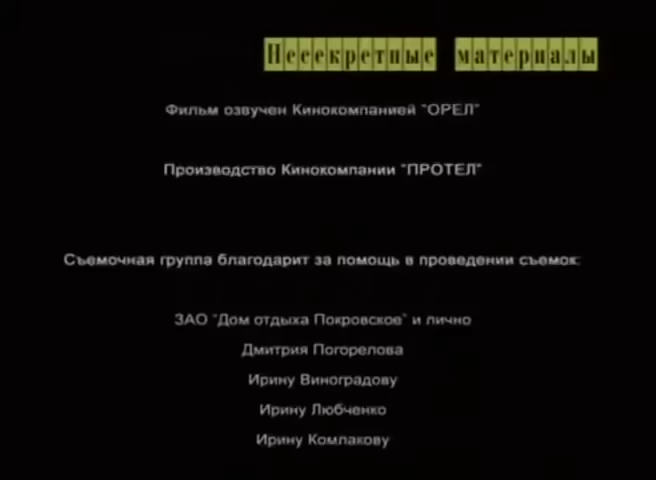 Несекретные материалы
Фильм озвучен Кинокомпанией "ОРЕЛ"
Производство Кинокомпании "ПРОТЕЛ"
Съемочная группа благодарит за помощь в проведении съемок:
ЗАО "Дом отдыха Покровское" и лично
Дмитрия Погорелова
Ирину Виноградову
Ирину Любченко
Ирину Комлакову